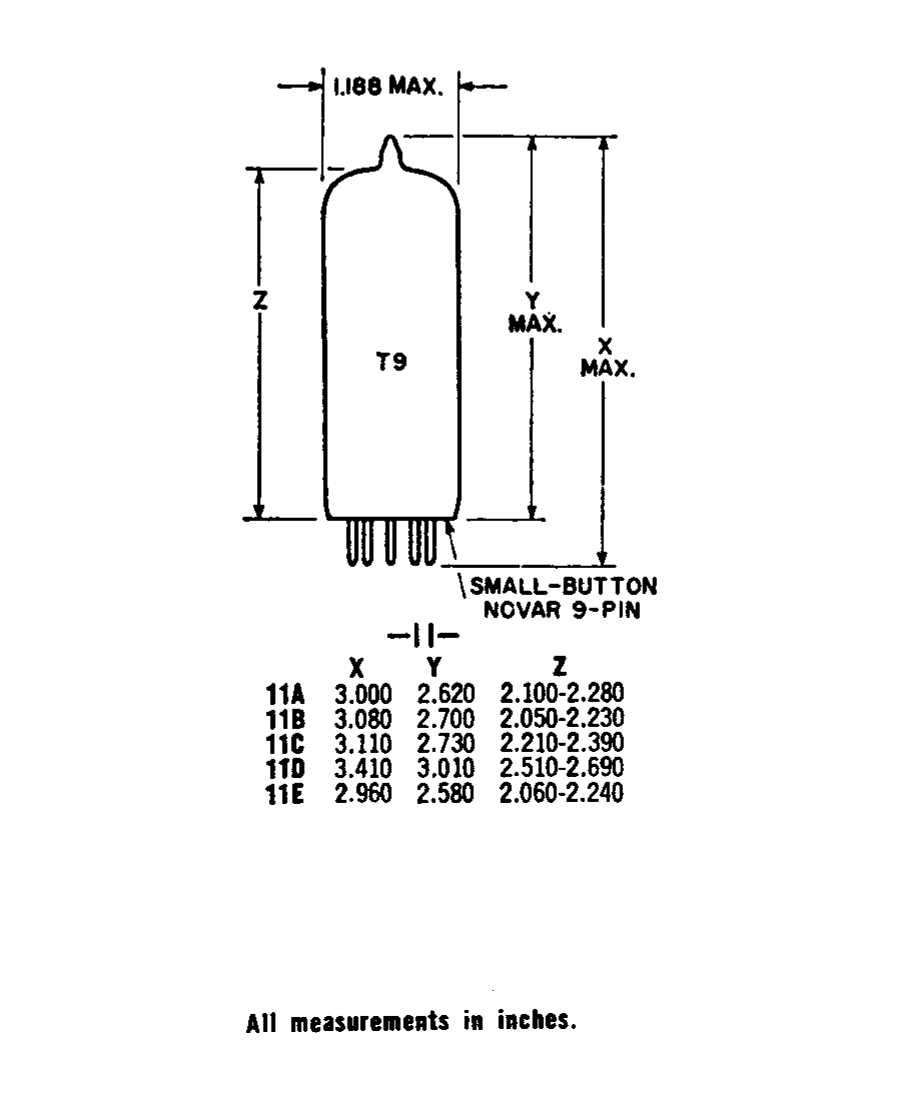 1.188 MAX.
Z
Y
MAX.
X
MAX.
T9
SMALL-BUTTON
NOVAR 9-PIN
—11—
X Y Z
11A 3.000 2.620 2.100-2.280
11B 3.080 2.700 2.050-2.230
11C 3.110 2.730 2.210-2.390
11D 3.410 3.010 2.510-2.690
11E 2.960 2.580 2.060-2.240
All measurements in inches.